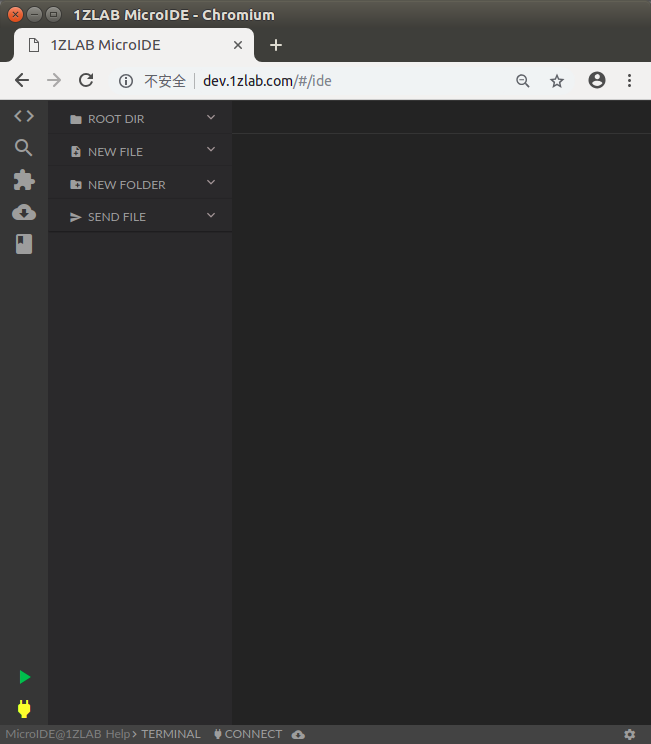 1ZLAB MicroIDE - Chromium
1ZLAB MicroIDE
不安全 dev.1zlab.com/#/ide
ROOT DIR
NEW FILE
NEW FOLDER
SEND FILE
MicroIDE@1ZLAB Help TERMINAL CONNECT